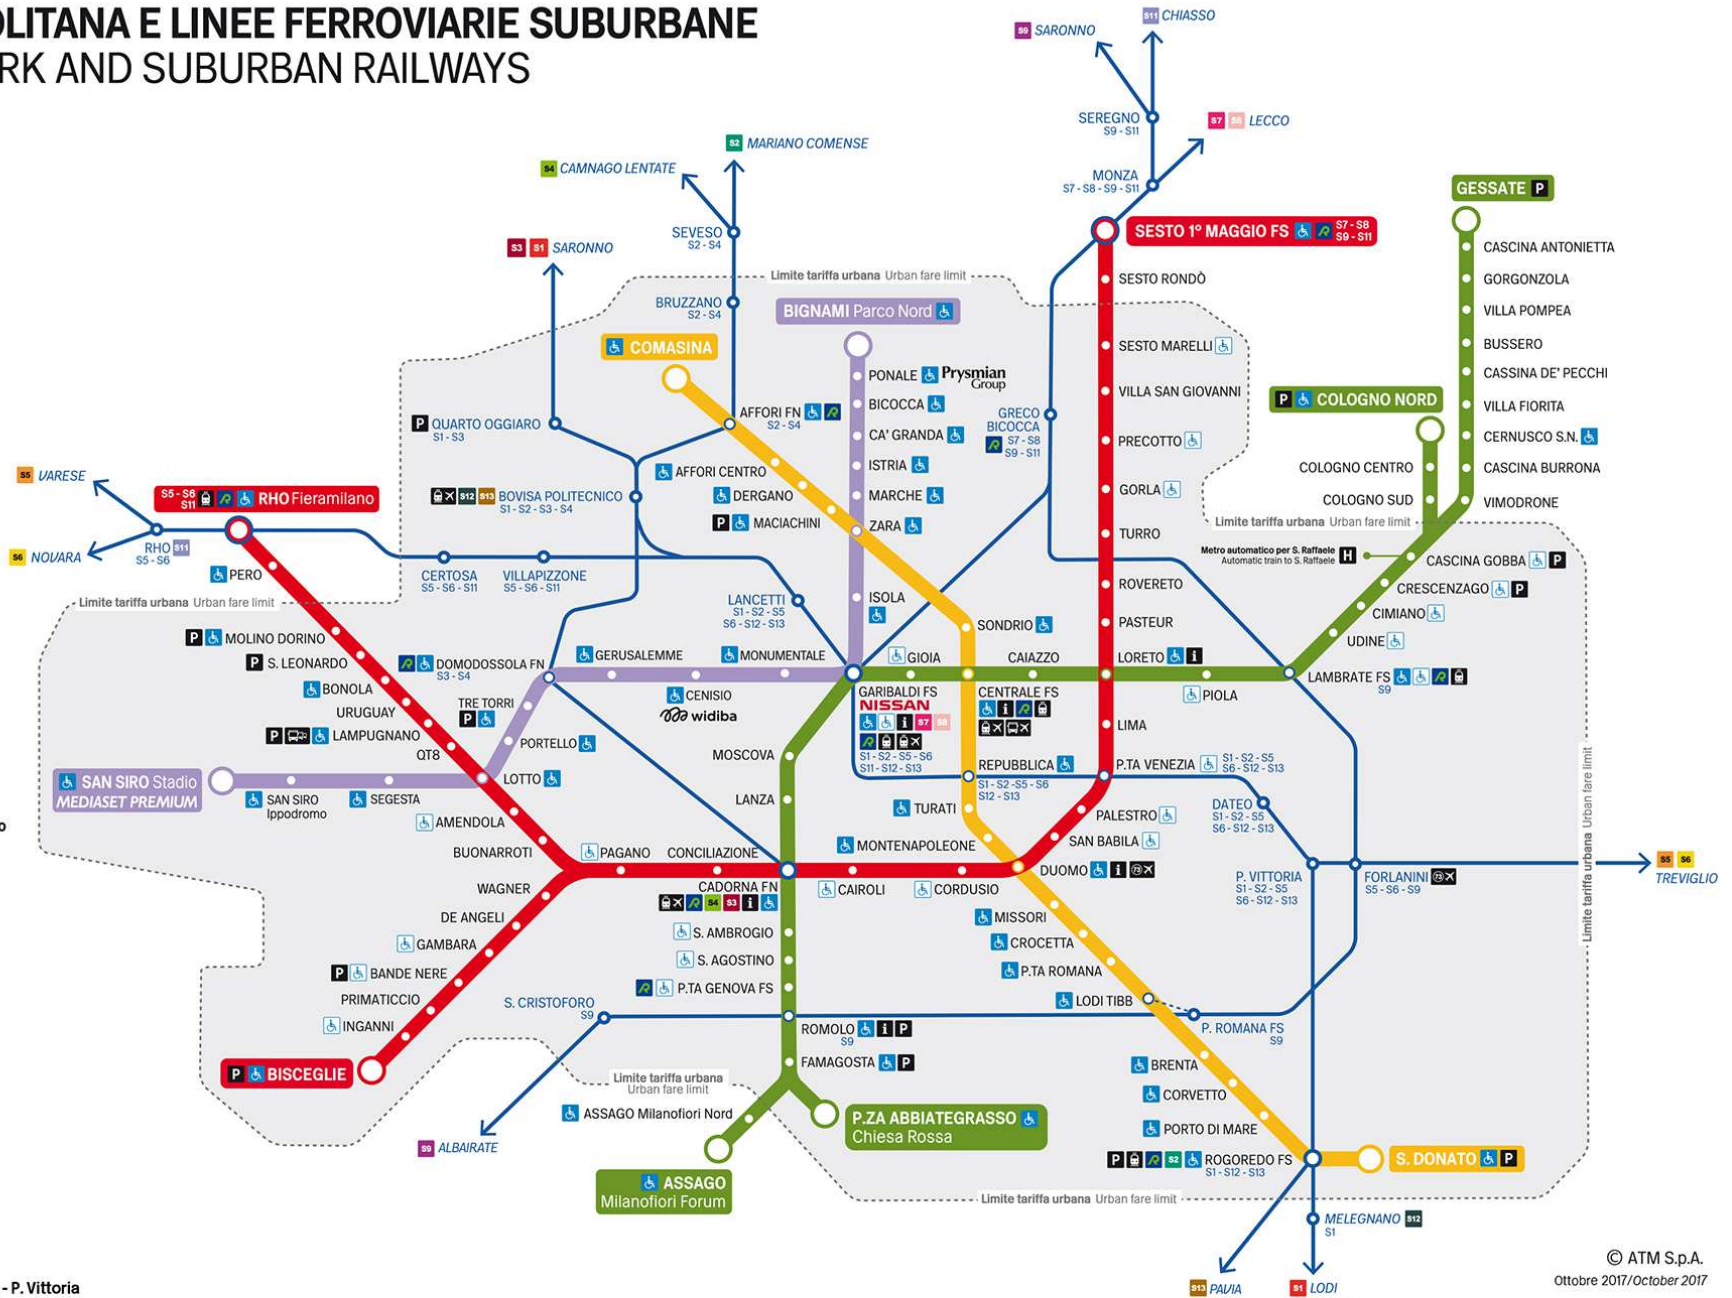 OLITANA E LINEE FERROVIARIE SUBURBANE
RK AND SUBURBAN RAILWAYS
S9 SARONNO
S11 CHIASSO
SEREGNO
S9 - S11
S7 S8 LECCO
MONZA
S7 - S8 - S9 - S11
S2 MARIANO COMENSE
S4 CAMNAGO LENTATE
SEVESO
S2 - S4
S3 S1 SARONNO
BRUZZANO
S2 - S4
Limite tariffa urbana Urban fare limit
BIGNAMI Parco Nord
COMASINA
SESTO 1° MAGGIO FS S7 - S8
S9 - S11
GESSATE P
CASCINA ANTONIETTA
GORGONZOLA
VILLA POMPEA
BUSSERO
CASSINA DE' PECCHI
VILLA FIORITA
CERNUSCO S.N.
CASCINA BURRONA
VIMODRONE
P COLOGNO NORD
COLOGNO CENTRO
COLOGNO SUD
Limite tariffa urbana Urban fare limit
SESTO RONDÒ
SESTO MARELLI
VILLA SAN GIOVANNI
PRECOTTO
GORLA
TURRO
ROVERETO
PASTEUR
LORETO i
LIMA
P.TA VENEZIA S1 - S2 - S5
S6 - S12 - S13
PONALE Prysmian
Group
BICOCCA
CA' GRANDA
ISTRIA
MARCHE
ZARA
ISOLA
GRECO
BICOCCA
R S7 - S8
S9 - S11
AFFORI FN R
S2 - S4
AFFORI CENTRO
DERGANO
P MACIACHINI
P QUARTO OGGIARO
S1 - S3
S12 S13 BOVISA POLITECNICO
S1 - S2 - S3 - S4
S5 VARESE
S6 NOVARA
S5 - S6
S11 R RHO Fieramilano
RHO S11
S5 - S6
PERO
Limite tariffa urbana Urban fare limit
CERTOSA
S5 - S6 - S11
VILLAPIZZONE
S5 - S6 - S11
LANCETTI
S1 - S2 - S5
S6 - S12 - S13
P MOLINO DORINO
P S. LEONARDO
BONOLA
URUGUAY
P LAMPUGNANO
QT8
LOTTO
R DOMODOSSOLA FN
S3 - S4
TRE TORRI
P
PORTELLO
GERUSALEMME
CENISIO
widiba
MONUMENTALE
SAN SIRO Stadio
MEDIASET PREMIUM
SAN SIRO
Ippodromo
SEGESTA
GARIBALDI FS
NISSAN
i S7 S8
R
S1 - S2 - S5 - S6
S11 - S12 - S13
GIOIA
SONDRIO
CAIAZZO
CENTRALE FS
i R
PIOLA
LAMBRATE FS R
S9
Metro automatico per S. Raffaele H
Automatic train to S. Raffaele
CASCINA GOBBA P
CRESCENZAGO P
CIMIANO
UDINE
REPUBBLICA
S1 - S2 -S5 - S6
S12 - S13
MOSCOVA
LANZA
TURATI
MONTENAPOLEONE
DATEO
S1 - S2 - S5
S6 - S12 - S13
PALESTRO
SAN BABILA
DUOMO i 73
AMENDOLA
BUONARROTI
PAGANO
CONCILIAZIONE
CADORNA FN
R S4 S3 i
CAIROLI
CORDUSIO
WAGNER
DE ANGELI
GAMBARA
P BANDE NERE
PRIMATICCIO
INGANNI
P BISCEGLIE
S. AMBROGIO
S. AGOSTINO
R P.TA GENOVA FS
S. CRISTOFORO
S9
ROMOLO i P
S9
FAMAGOSTA P
MISSORI
CROCETTA
P.TA ROMANA
LODI TIBB
P. ROMANA FS
S9
P. VITTORIA
S1 - S2 - S5
S6 - S12 - S13
FORLANINI 73
S5 - S6 - S9
S5 S6
TREVIGLIO
Limite tariffa urbana Urban fare limit
BRENTA
CORVETTO
PORTO DI MARE
P R S2 ROGOREDO FS
S1 - S12 - S13
S. DONATO P
Limite tariffa urbana
Urban fare limit
ASSAGO Milanofiori Nord
P.ZA ABBIATEGRASSO
Chiesa Rossa
ASSAGO
Milanofiori Forum
S9 ALBAIRATE
Limite tariffa urbana Urban fare limit
MELEGNANO S12
S1
S13 PAVIA
S1 LODI
o
- P. Vittoria
© ATM S.p.A.
Ottobre 2017/October 2017